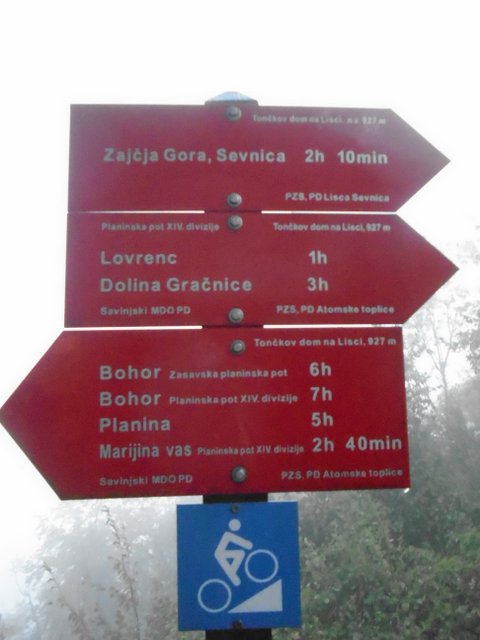 Tončkov dom na Lisci, n.v. 927 m
Zajčja Gora, Sevnica 2h 10min
PZS, PD Lisca Sevnica
Planinska pot XIV. divizije Tončkov dom na Lisci, 927 m
Lovrenc 1h
Dolina Gračnice 3h
Savinjski MDO PD PZS, PD Atomske toplice
Tončkov dom na Lisci, 927 m
Bohor Zasavska planinska pot 6h
Bohor Planinska pot XIV. divizije 7h
Planina 5h
Marijina vas Planinska pot XIV. divizije 2h 40min
Savinjski MDO PD PZS, PD Atomske toplice